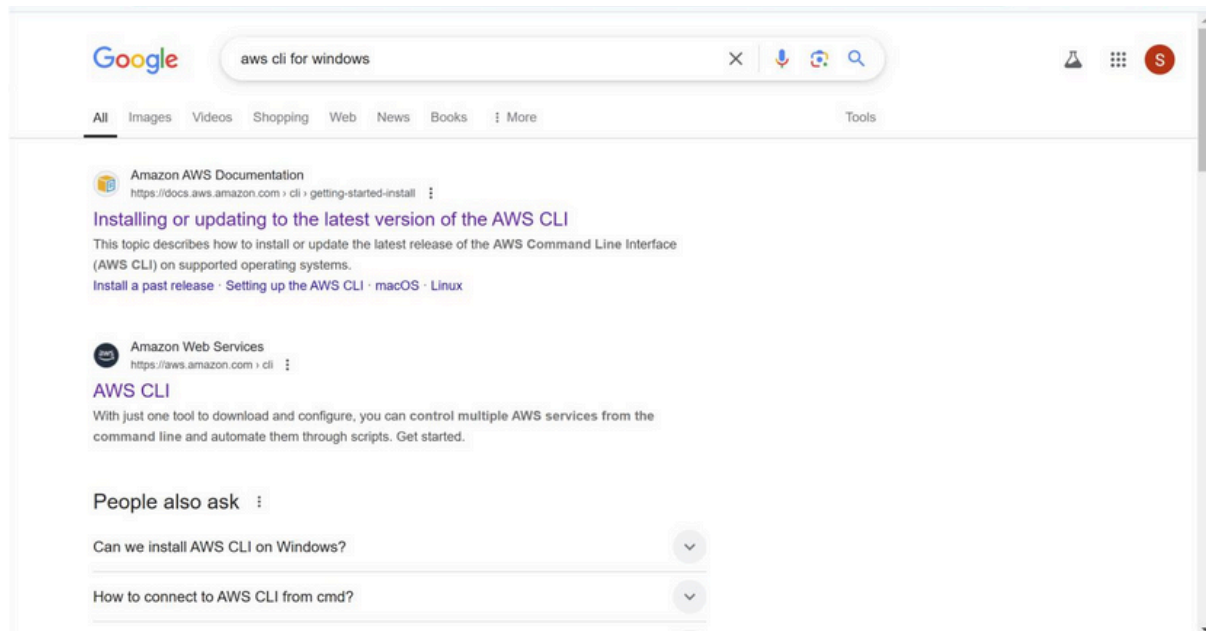 Google
aws cli for windows
S
All Images Videos Shopping Web News Books More Tools
Amazon AWS Documentation
https://docs.aws.amazon.com › cli › getting-started-install
Installing or updating to the latest version of the AWS CLI
This topic describes how to install or update the latest release of the AWS Command Line Interface
(AWS CLI) on supported operating systems.
Install a past release · Setting up the AWS CLI · macOS · Linux
aws
Amazon Web Services
https://aws.amazon.com › cli
AWS CLI
With just one tool to download and configure, you can control multiple AWS services from the
command line and automate them through scripts. Get started.
People also ask
Can we install AWS CLI on Windows?
How to connect to AWS CLI from cmd?